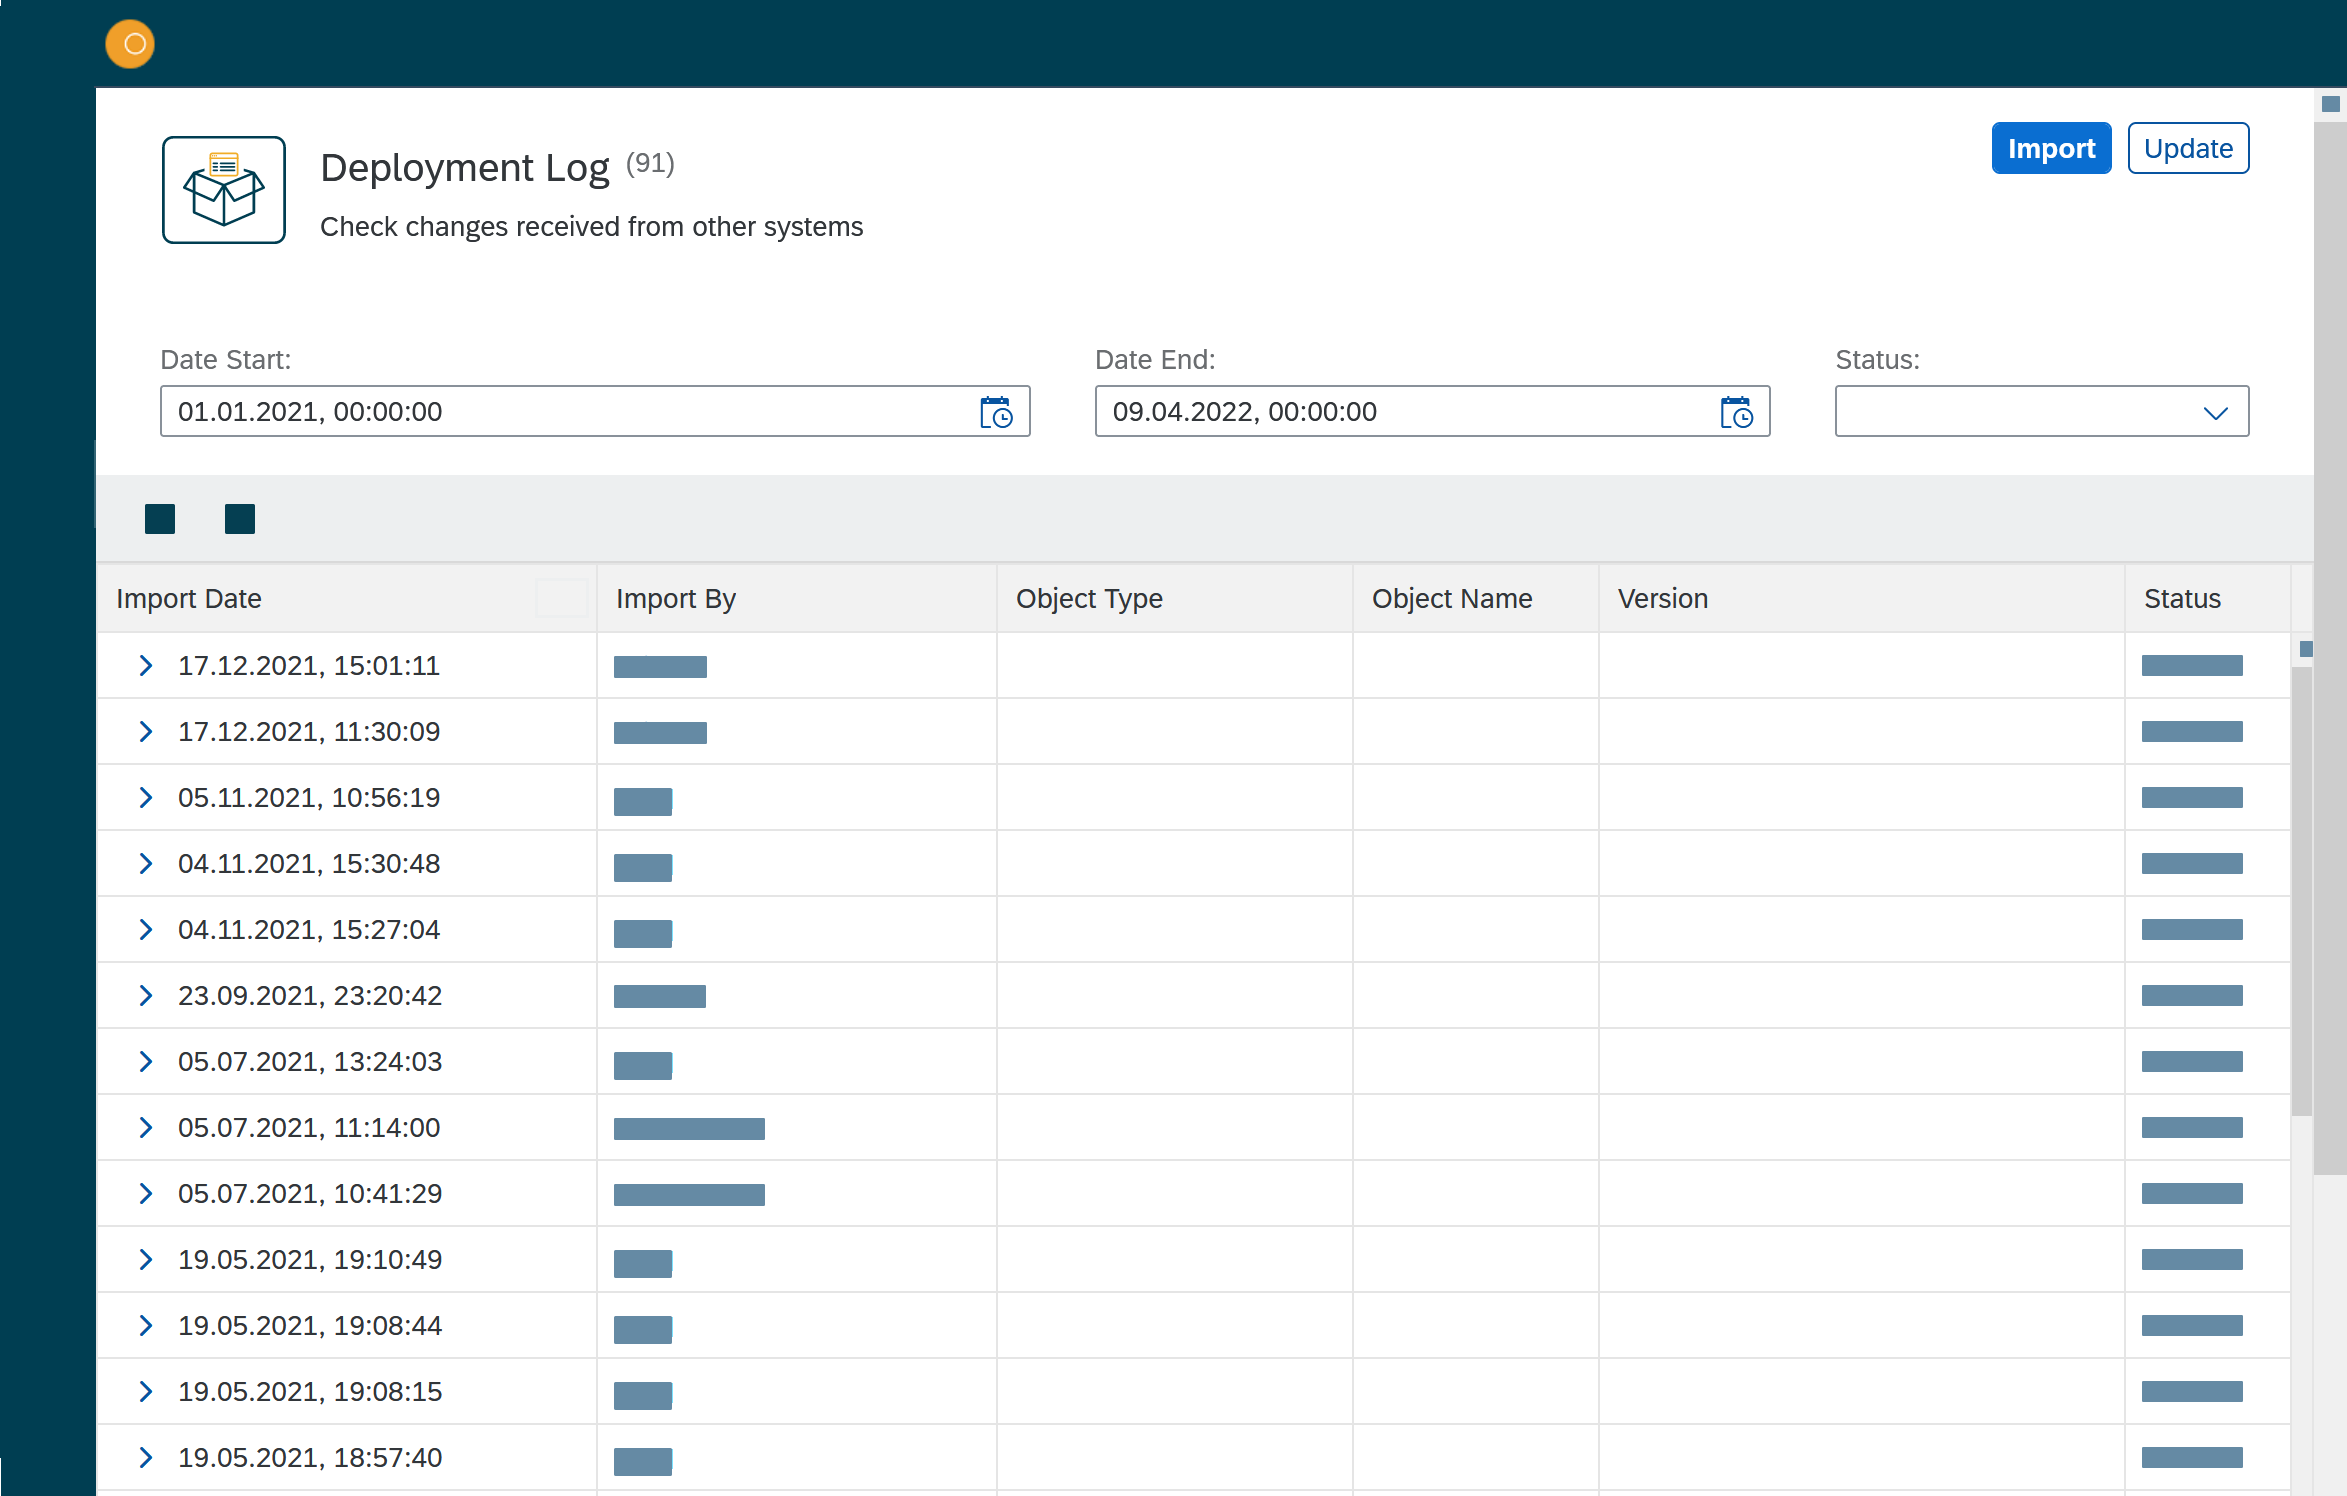 Deployment Log (91)
Import
Update
Check changes received from other systems
Date Start:
Date End:
Status:
01.01.2021, 00:00:00
09.04.2022, 00:00:00
Import Date
Import By
Object Type
Object Name
Version
Status
17.12.2021, 15:01:11
17.12.2021, 11:30:09
05.11.2021, 10:56:19
04.11.2021, 15:30:48
04.11.2021, 15:27:04
23.09.2021, 23:20:42
05.07.2021, 13:24:03
05.07.2021, 11:14:00
05.07.2021, 10:41:29
19.05.2021, 19:10:49
19.05.2021, 19:08:44
19.05.2021, 19:08:15
19.05.2021, 18:57:40